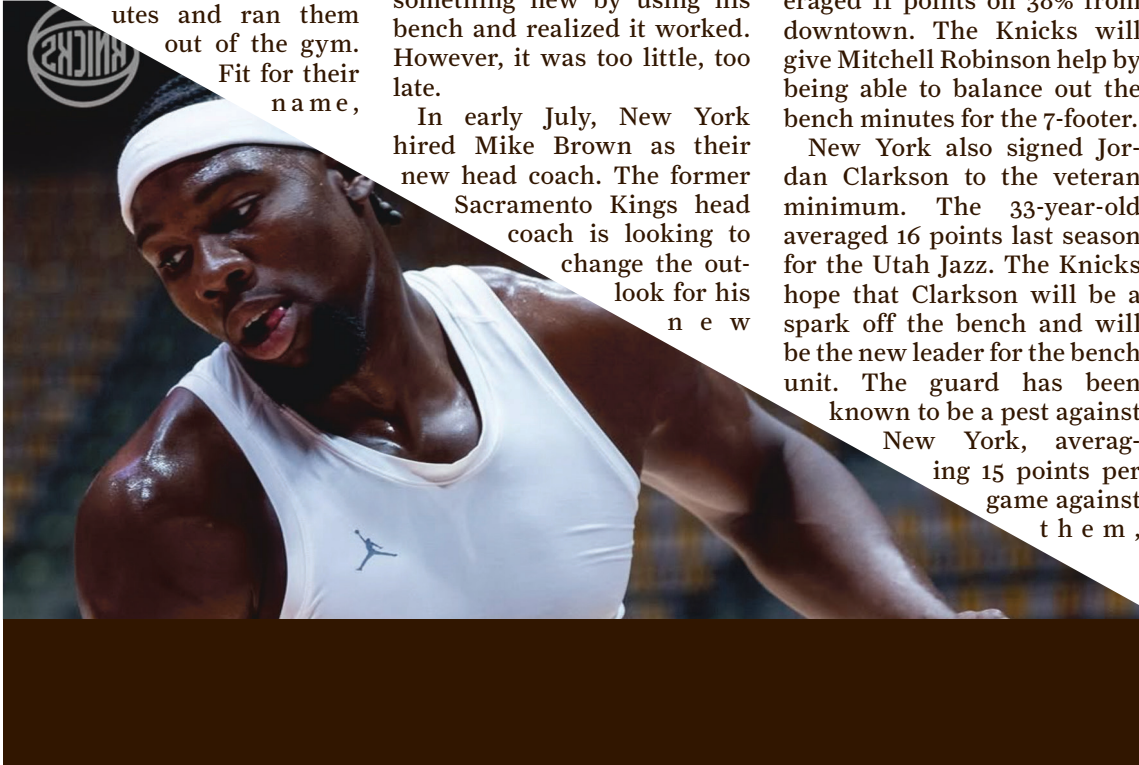 KNICKS
utes and ran them
out of the gym.
Fit for their
name,
something new by using his
bench and realized it worked.
However, it was too little, too
late.
In early July, New York
hired Mike Brown as their
new head coach. The former
Sacramento Kings head
coach is looking to
change the out-
look for his
new
eraged 11 points on 38% from
downtown. The Knicks will
give Mitchell Robinson help by
being able to balance out the
bench minutes for the 7-footer.
New York also signed Jor-
dan Clarkson to the veteran
minimum. The 33-year-old
averaged 16 points last season
for the Utah Jazz. The Knicks
hope that Clarkson will be a
spark off the bench and will
be the new leader for the bench
unit. The guard has been
known to be a pest against
New York, averag-
ing 15 points per
game against
them,